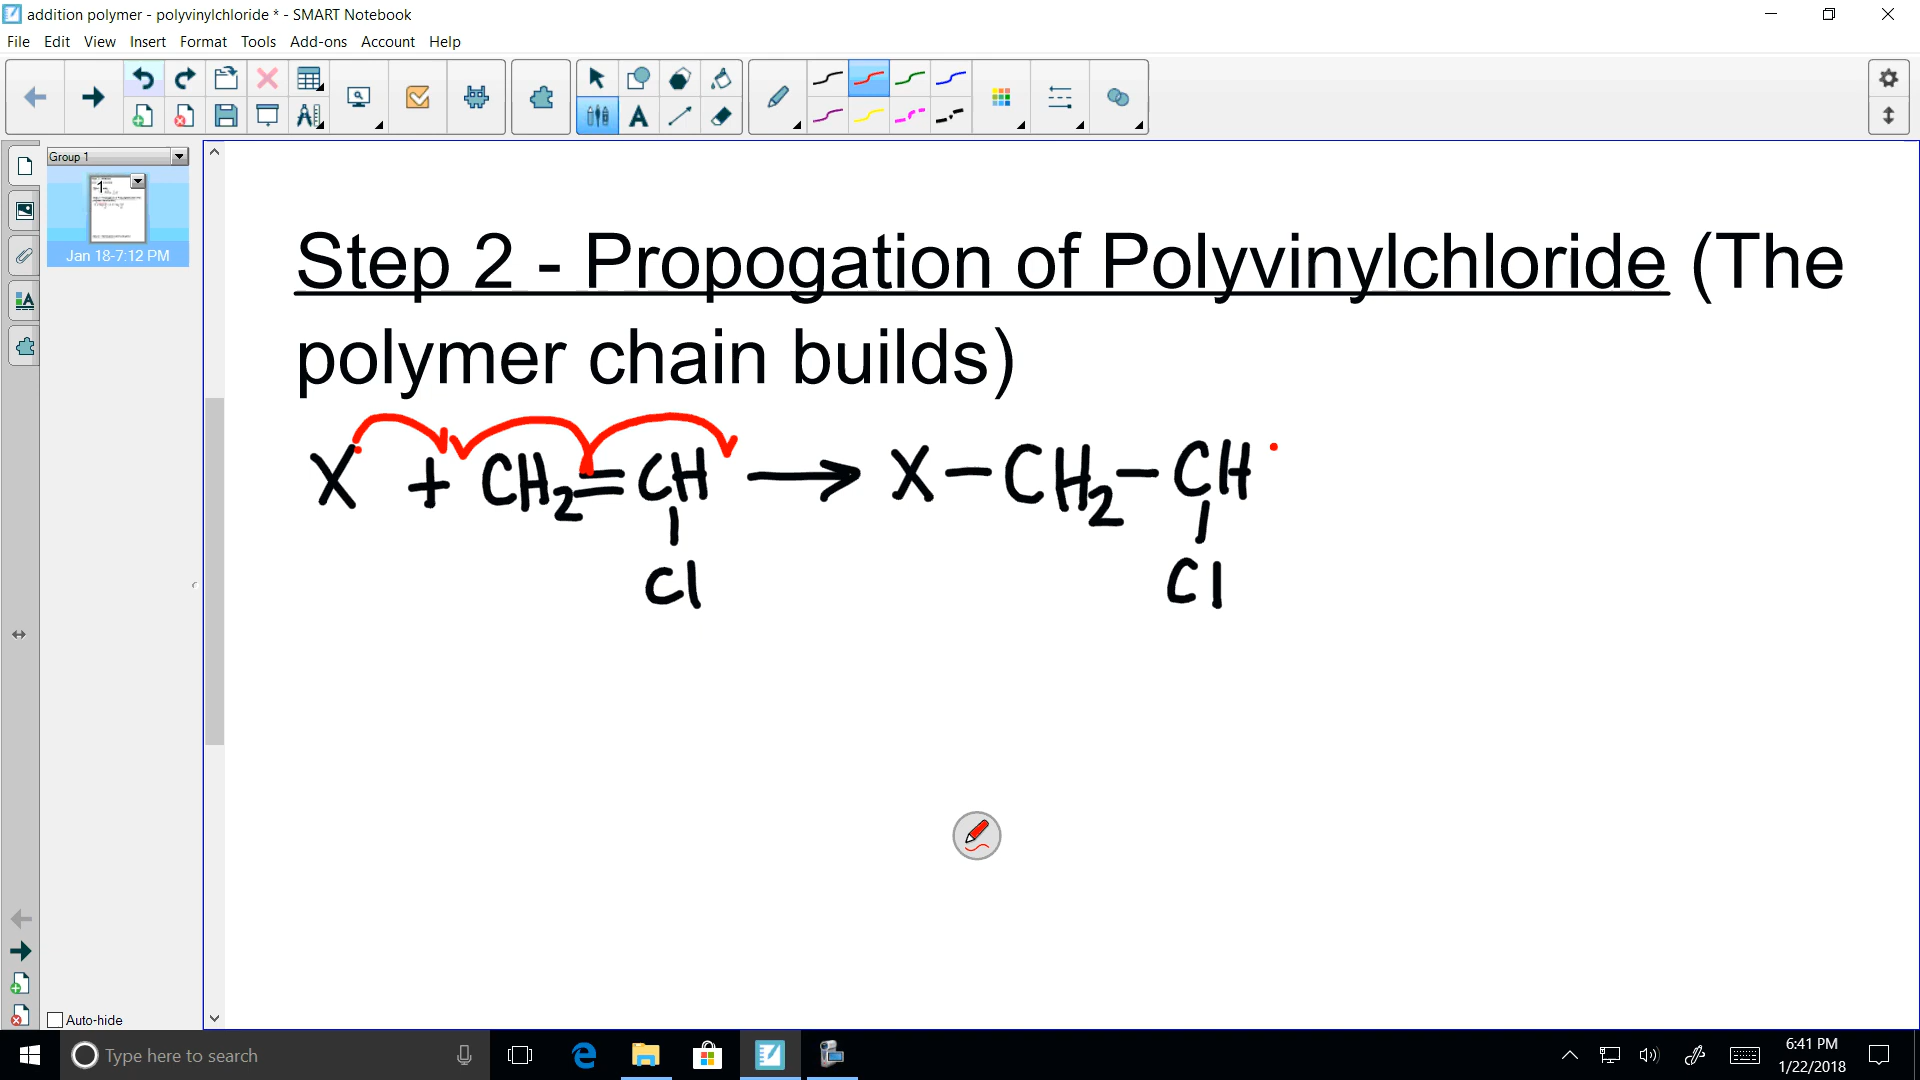 addition polymer - polyvinylchloride * - SMART Notebook
File Edit View Insert Format Tools Add-ons Account Help
Group 1
1
Jan 18-7:12 PM
Step 2 - Propogation of Polyvinylchloride (The
polymer chain builds)
X· + CH₂=CH → X-CH₂-CH·
Cl Cl
Auto-hide
Type here to search
6:41 PM
1/22/2018